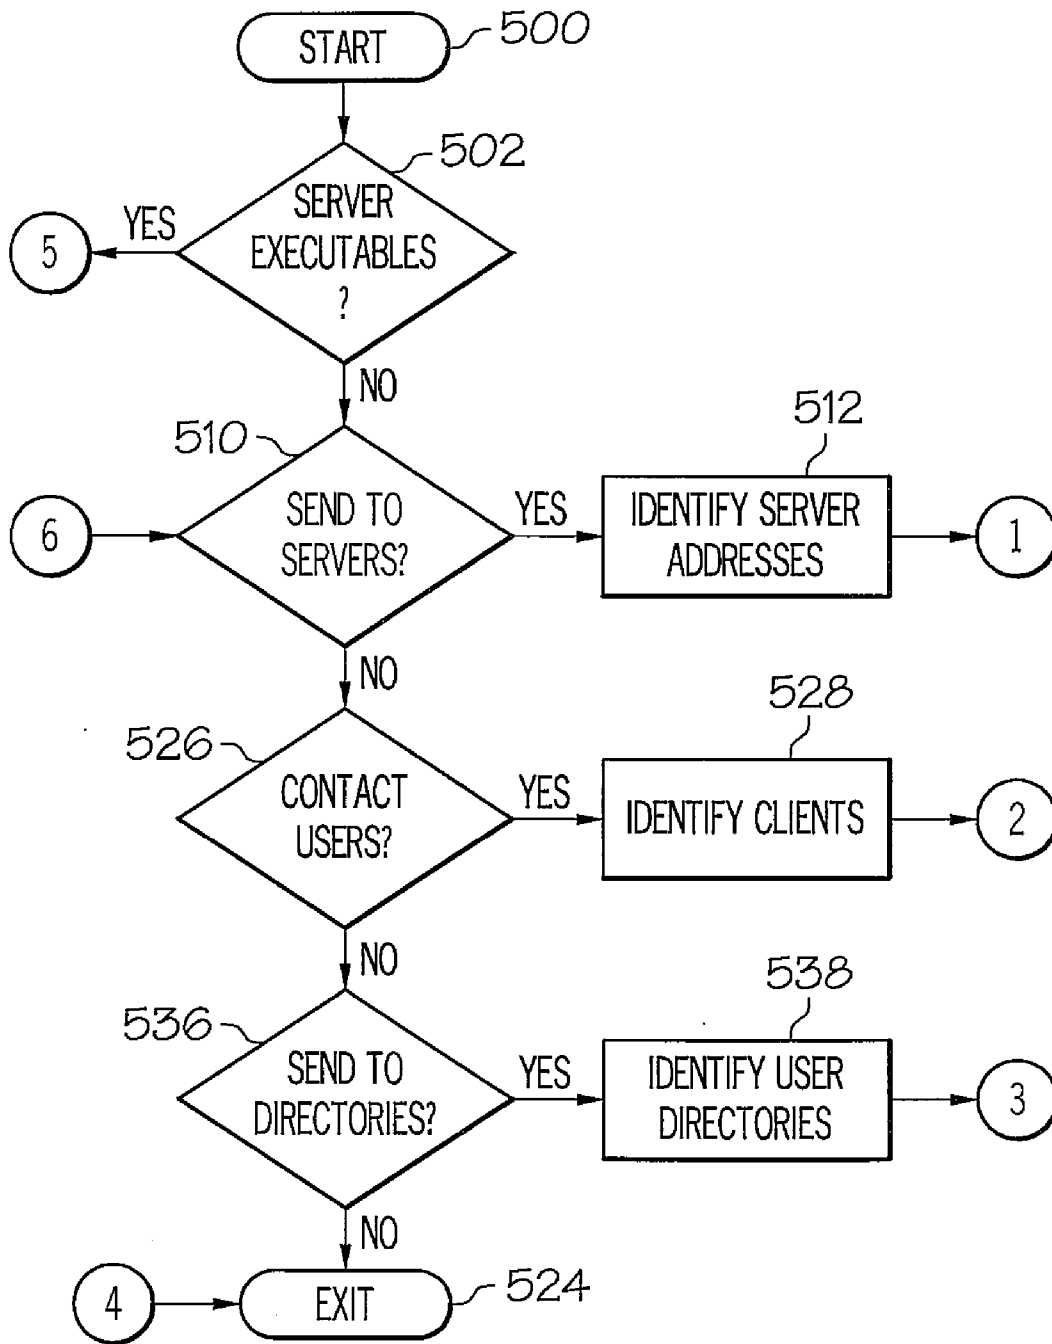 START
500
502
SERVER
EXECUTABLES
?
YES
5
NO
510
512
6
SEND TO
SERVERS?
YES
IDENTIFY SERVER
ADDRESSES
1
NO
526
528
CONTACT
USERS?
YES
IDENTIFY CLIENTS
2
NO
536
538
SEND TO
DIRECTORIES?
YES
IDENTIFY USER
DIRECTORIES
3
NO
4
EXIT
524